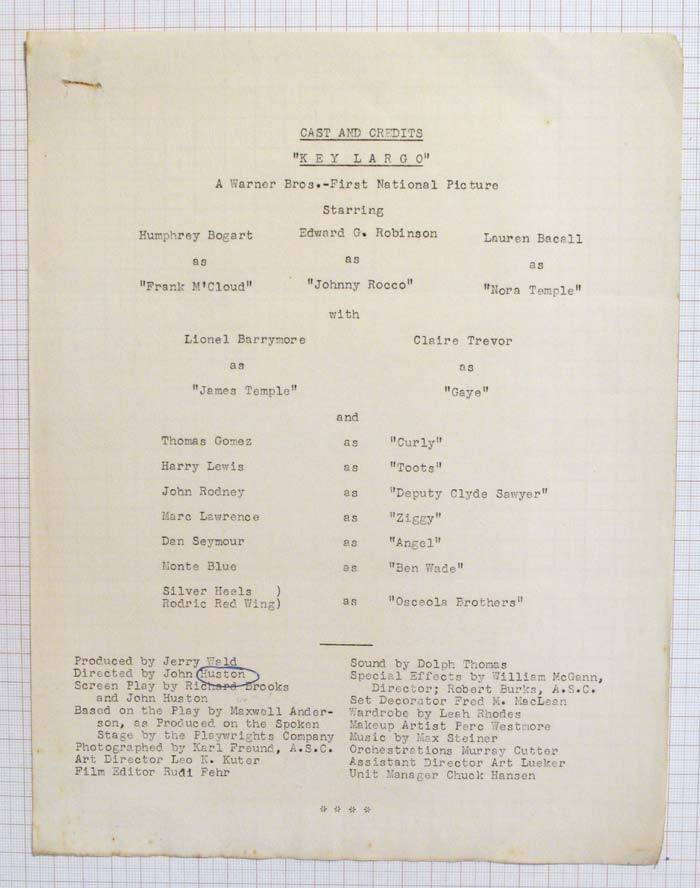 CAST AND CREDITS
"K E Y  L A R G O"
A Warner Bros.-First National Picture
Starring
Humphrey Bogart
as
"Frank M'Cloud"
Edward G. Robinson
as
"Johnny Rocco"
Lauren Bacall
as
"Nora Temple"
with
Lionel Barrymore
as
"James Temple"
Claire Trevor
as
"Gaye"
and
Thomas Gomez as "Curly"
Harry Lewis as "Toots"
John Rodney as "Deputy Clyde Sawyer"
Marc Lawrence as "Ziggy"
Dan Seymour as "Angel"
Monte Blue as "Ben Wade"
Silver Heels )
Rodric Red Wing) as "Osceola Brothers"
Produced by Jerry Wald
Directed by John Huston
Screen Play by Richard Brooks
and John Huston
Based on the Play by Maxwell Ander-
son, as Produced on the Spoken
Stage by the Playwrights Company
Photographed by Karl Freund, A.S.C.
Art Director Leo K. Kuter
Film Editor Rudi Fehr
Sound by Dolph Thomas
Special Effects by William McGann,
Director; Robert Burks, A.S.C.
Set Decorator Fred M. MacLean
Wardrobe by Leah Rhodes
Makeup Artist Perc Westmore
Music by Max Steiner
Orchestrations Murray Cutter
Assistant Director Art Lueker
Unit Manager Chuck Hansen
* * * *